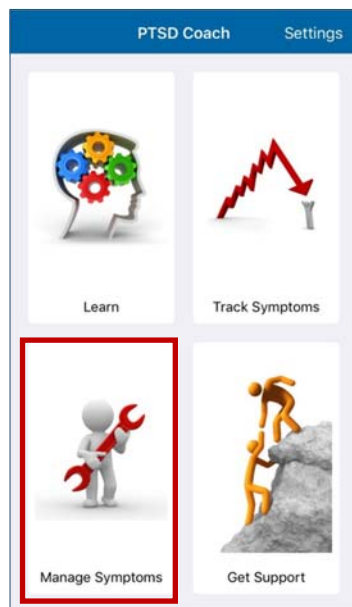 PTSD Coach Settings
Learn Track Symptoms
Manage Symptoms Get Support